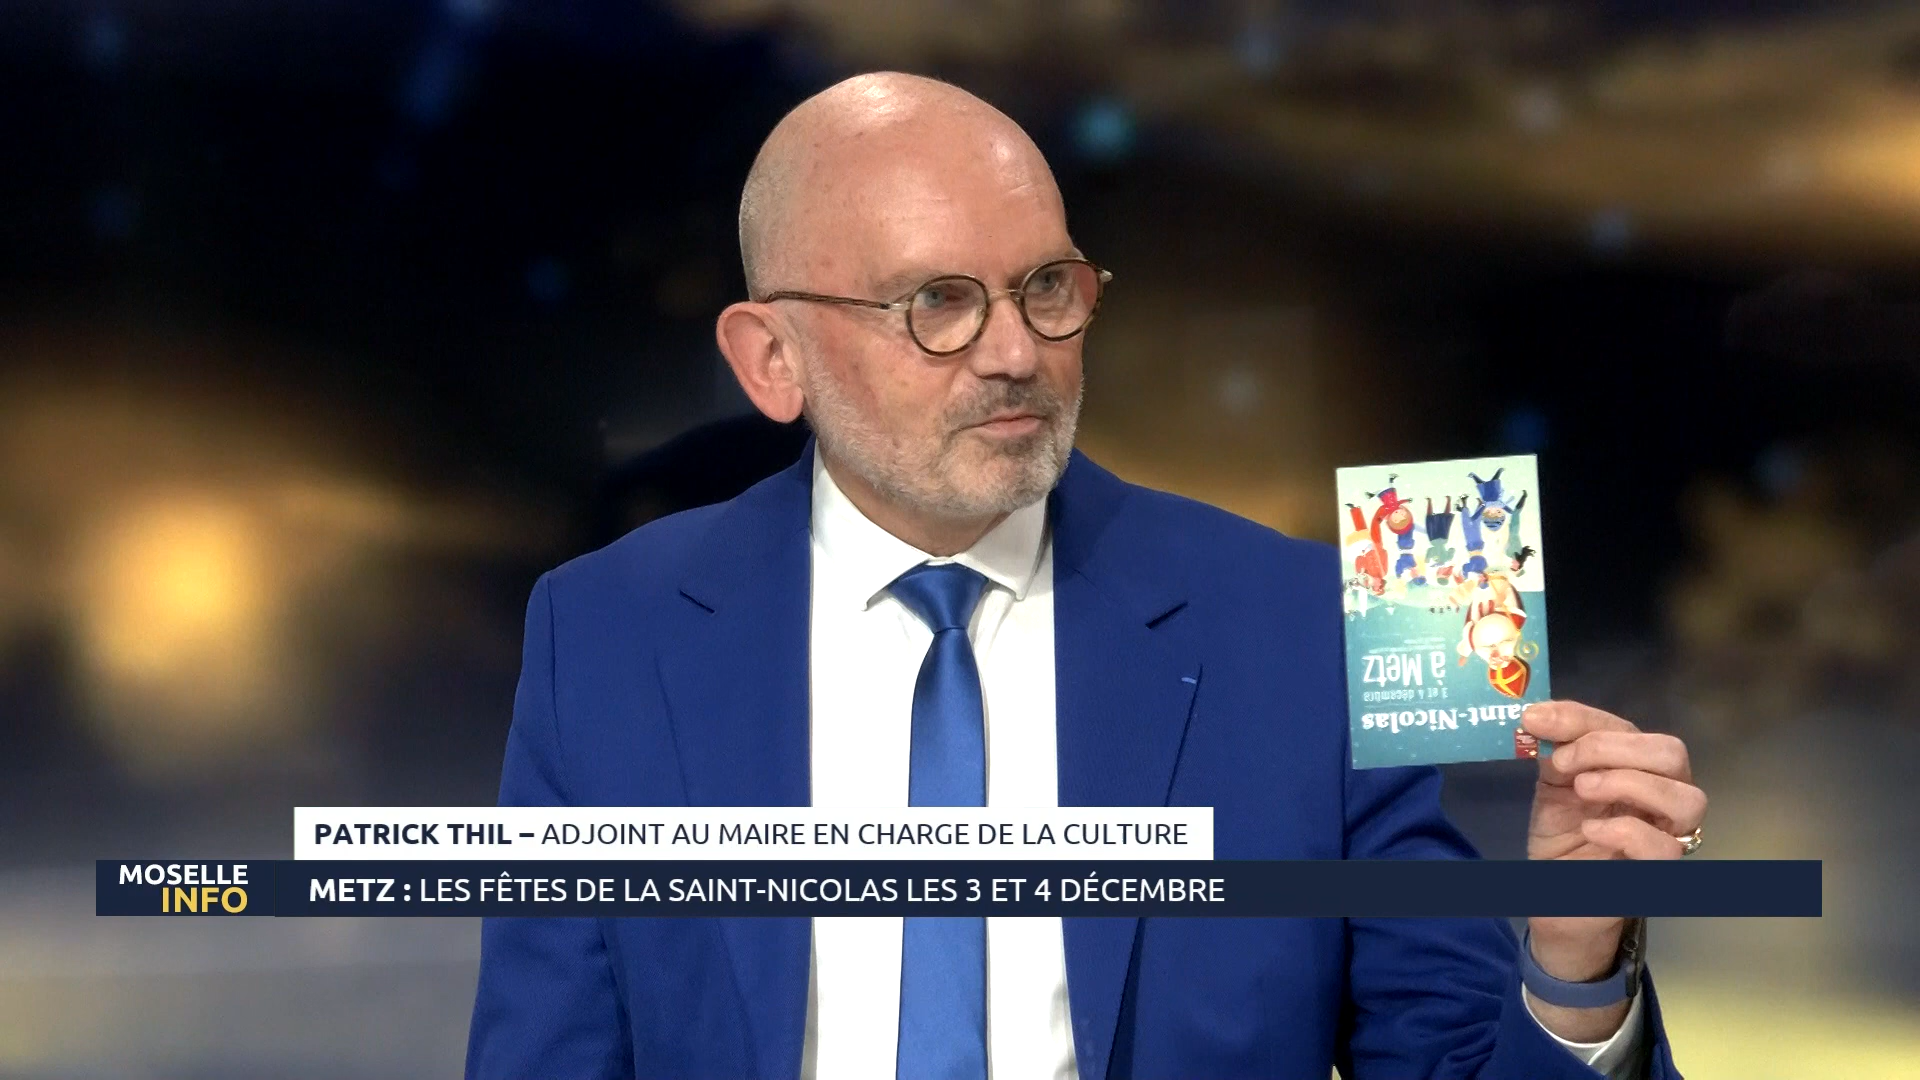 à Metz
3 et 4 décembre
Saint-Nicolas
PATRICK THIL – ADJOINT AU MAIRE EN CHARGE DE LA CULTURE
MOSELLE
INFO
METZ : LES FÊTES DE LA SAINT-NICOLAS LES 3 ET 4 DÉCEMBRE